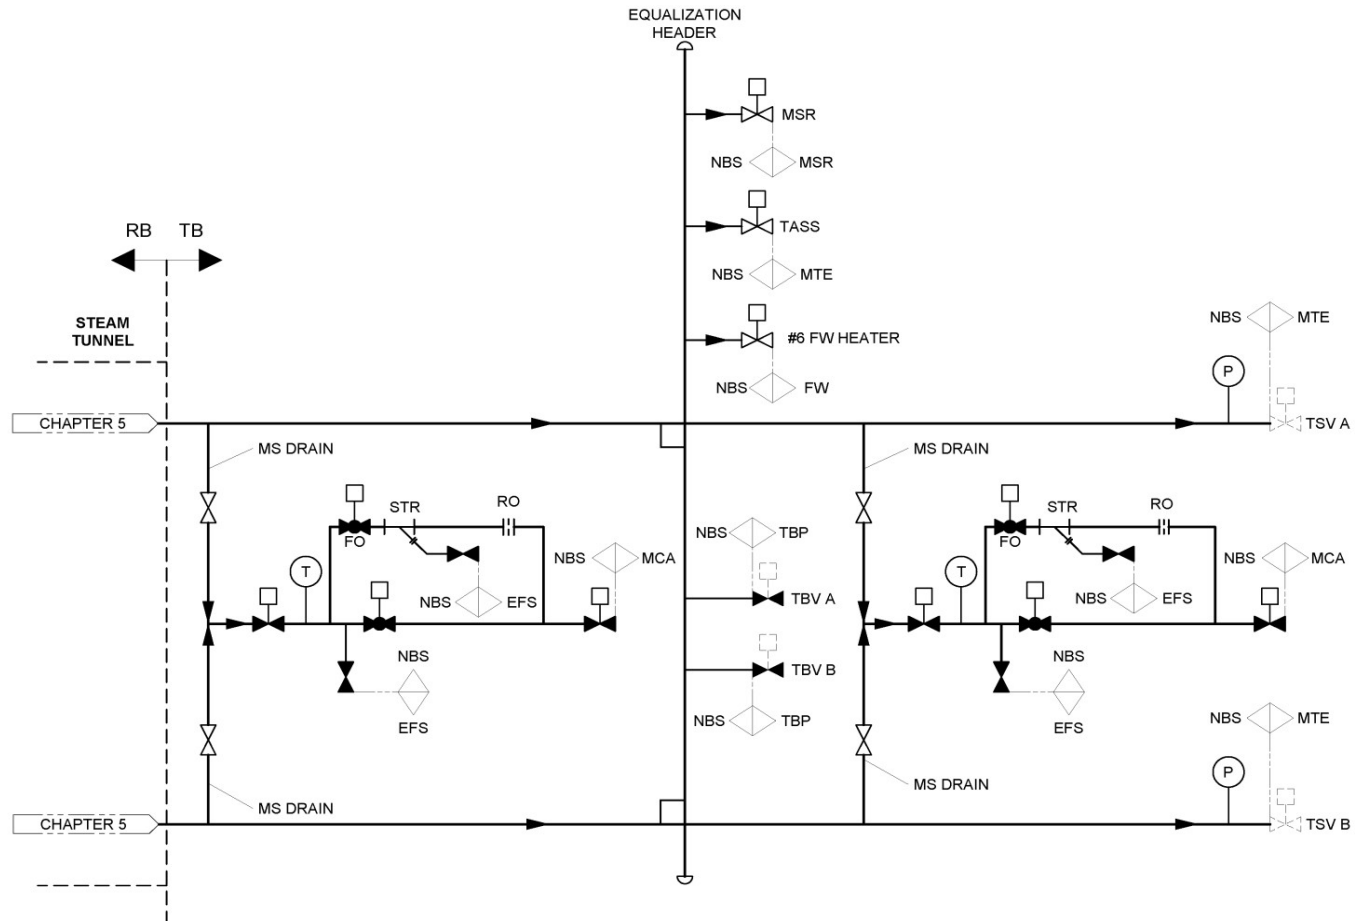 EQUALIZATION
HEADER
MSR
NBS MSR
RB TB
TASS
NBS MTE
STEAM
TUNNEL
NBS MTE
#6 FW HEATER
P
NBS FW
CHAPTER 5
TSV A
MS DRAIN
MS DRAIN
STR
RO
STR
RO
FO
FO
NBS TBP
NBS MCA
NBS MCA
T
T
NBS EFS
TBV A
NBS EFS
NBS
EFS
TBV B
NBS
EFS
NBS TBP
NBS MTE
P
MS DRAIN
MS DRAIN
CHAPTER 5
TSV B